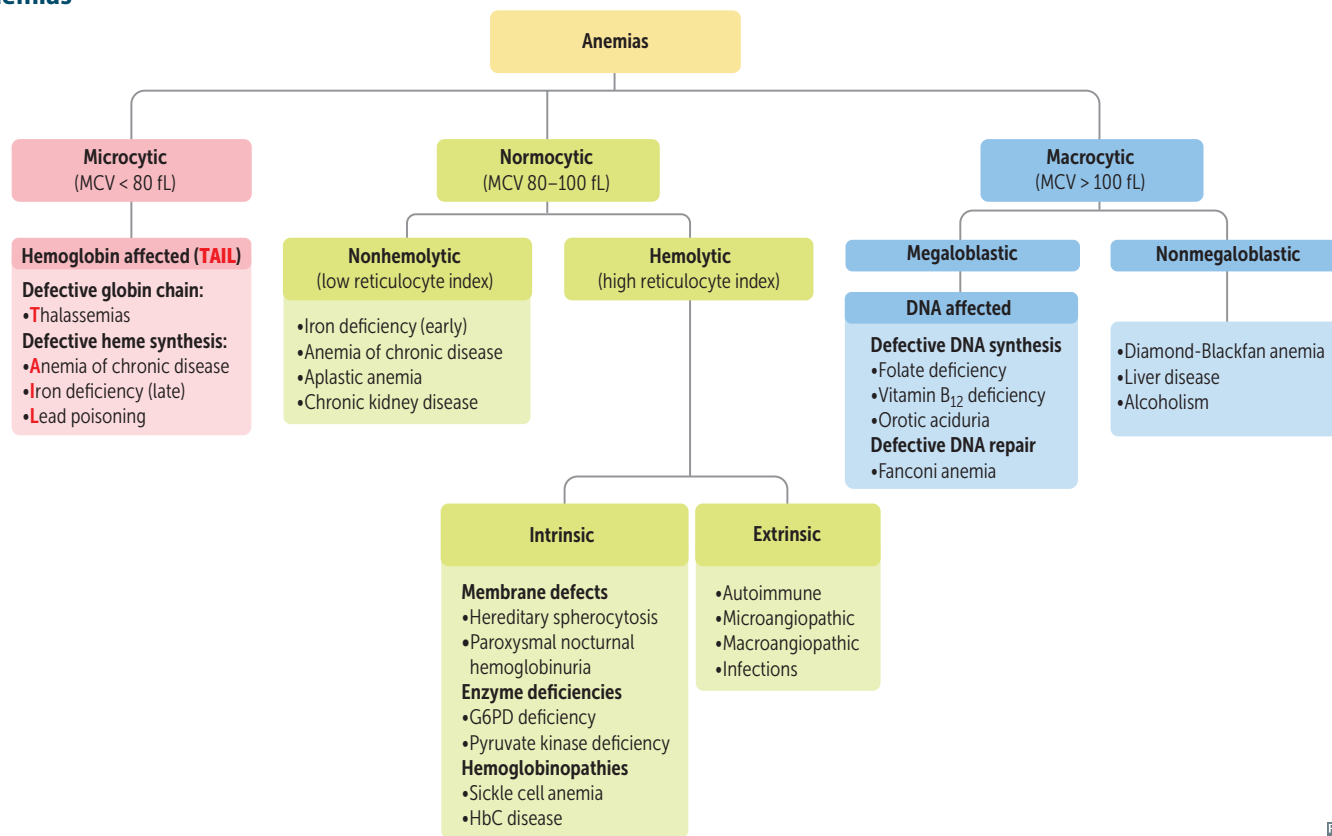 Anemias
Microcytic
(MCV < 80 fL)
Normocytic
(MCV 80–100 fL)
Macrocytic
(MCV > 100 fL)
Hemoglobin affected (TAIL)
Defective globin chain:
•Thalassemias
Defective heme synthesis:
•Anemia of chronic disease
•Iron deficiency (late)
•Lead poisoning
Nonhemolytic
(low reticulocyte index)
•Iron deficiency (early)
•Anemia of chronic disease
•Aplastic anemia
•Chronic kidney disease
Hemolytic
(high reticulocyte index)
Megaloblastic
DNA affected
Defective DNA synthesis
•Folate deficiency
•Vitamin B₁₂ deficiency
•Orotic aciduria
Defective DNA repair
•Fanconi anemia
Nonmegaloblastic
•Diamond-Blackfan anemia
•Liver disease
•Alcoholism
Intrinsic
Membrane defects
•Hereditary spherocytosis
•Paroxysmal nocturnal
hemoglobinuria
Enzyme deficiencies
•G6PD deficiency
•Pyruvate kinase deficiency
Hemoglobinopathies
•Sickle cell anemia
•HbC disease
Extrinsic
•Autoimmune
•Microangiopathic
•Macroangiopathic
•Infections